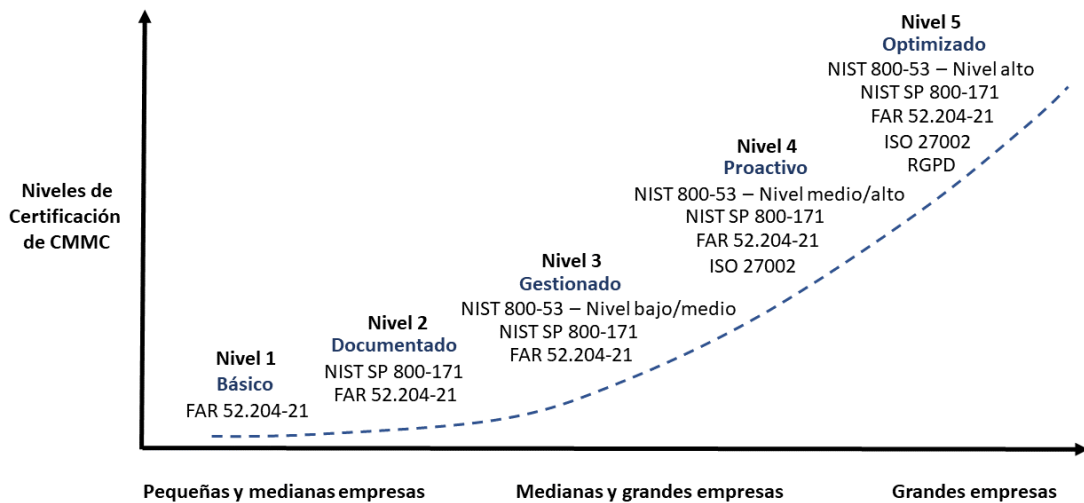 Nivel 5
Optimizado
NIST 800-53 – Nivel alto
NIST SP 800-171
FAR 52.204-21
ISO 27002
RGPD
Nivel 4
Proactivo
NIST 800-53 – Nivel medio/alto
NIST SP 800-171
FAR 52.204-21
ISO 27002
Niveles de
Certificación
de CMMC
Nivel 3
Gestionado
NIST 800-53 – Nivel bajo/medio
NIST SP 800-171
FAR 52.204-21
Nivel 2
Documentado
NIST SP 800-171
FAR 52.204-21
Nivel 1
Básico
FAR 52.204-21
Pequeñas y medianas empresas
Medianas y grandes empresas
Grandes empresas